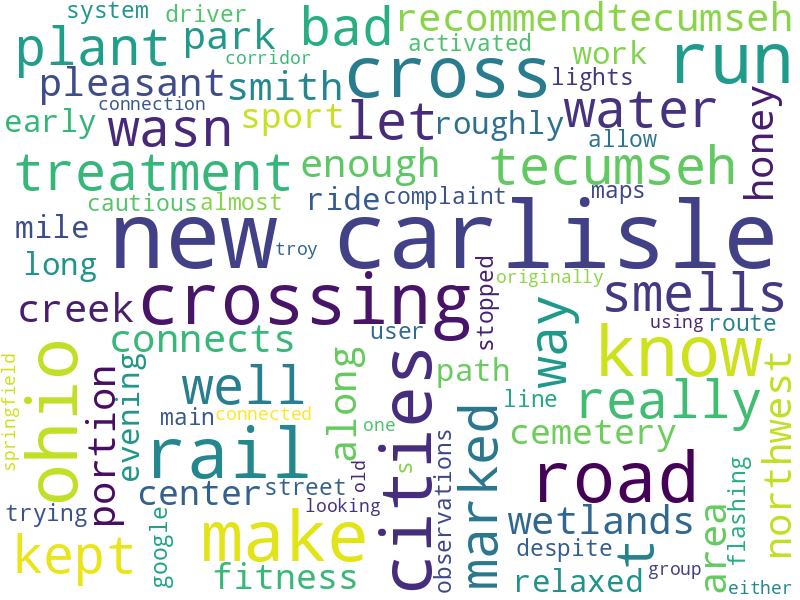 system
driver
plant
park
bad
recommend
tecumseh
corridor
activated
work
run
pleasant
smith
cross
lights
connection
early
wasn
sport
let
roughly
water
allow
honey
treatment
enough
tecumseh
cautious
almost
ride
complaint
maps
mile
new carlisle
troy
long
creek
crossing
stopped
originally
smells
connects
user
using
route
springfield
ohio
portion
evening
well
along
cities
path
way
know
really
northwest
main
connected
one
line
cemetery
rail
center
street
old
s
observations
marked
road
trying
google
make
looking
wetlands
area
flashing
kept
fitness
despite
t
relaxed
group
either